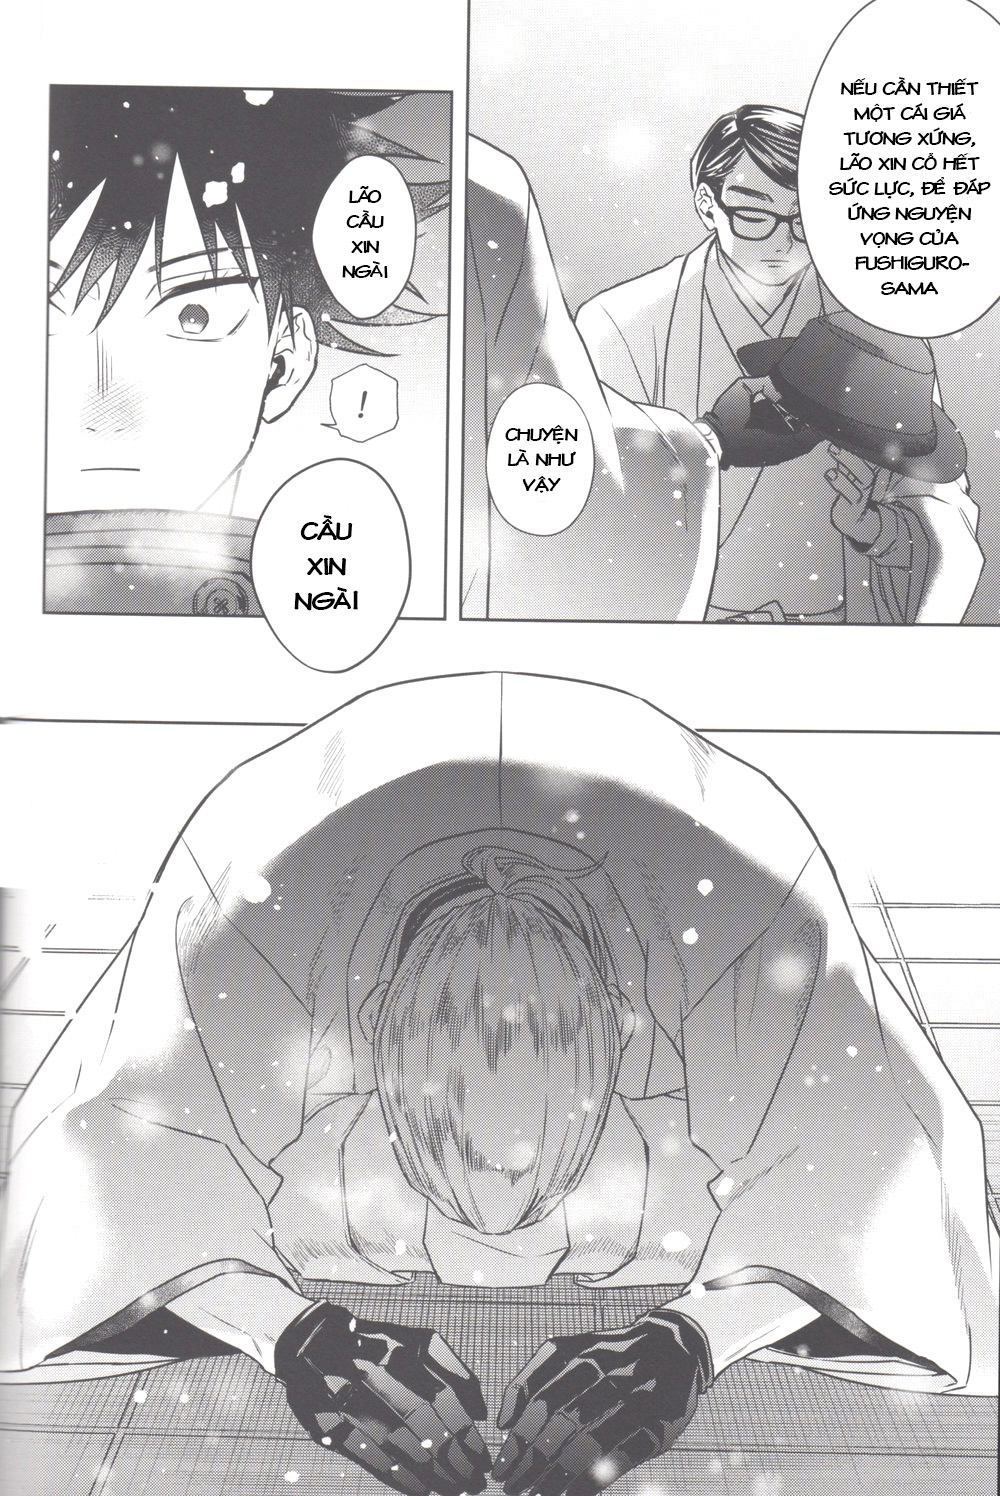 NẾU CẦN THIẾT
MỘT CÁI GIÁ
TƯƠNG XỨNG,
LÃO XIN CỐ HẾT
SỨC LỰC, ĐỂ ĐÁP
ỨNG NGUYỆN
VỌNG CỦA
FUSHIGURO-
SAMA
CHUYỆN
LÀ NHƯ
VẬY
LÃO
CẦU
XIN
NGÀI
!
CẦU
XIN
NGÀI